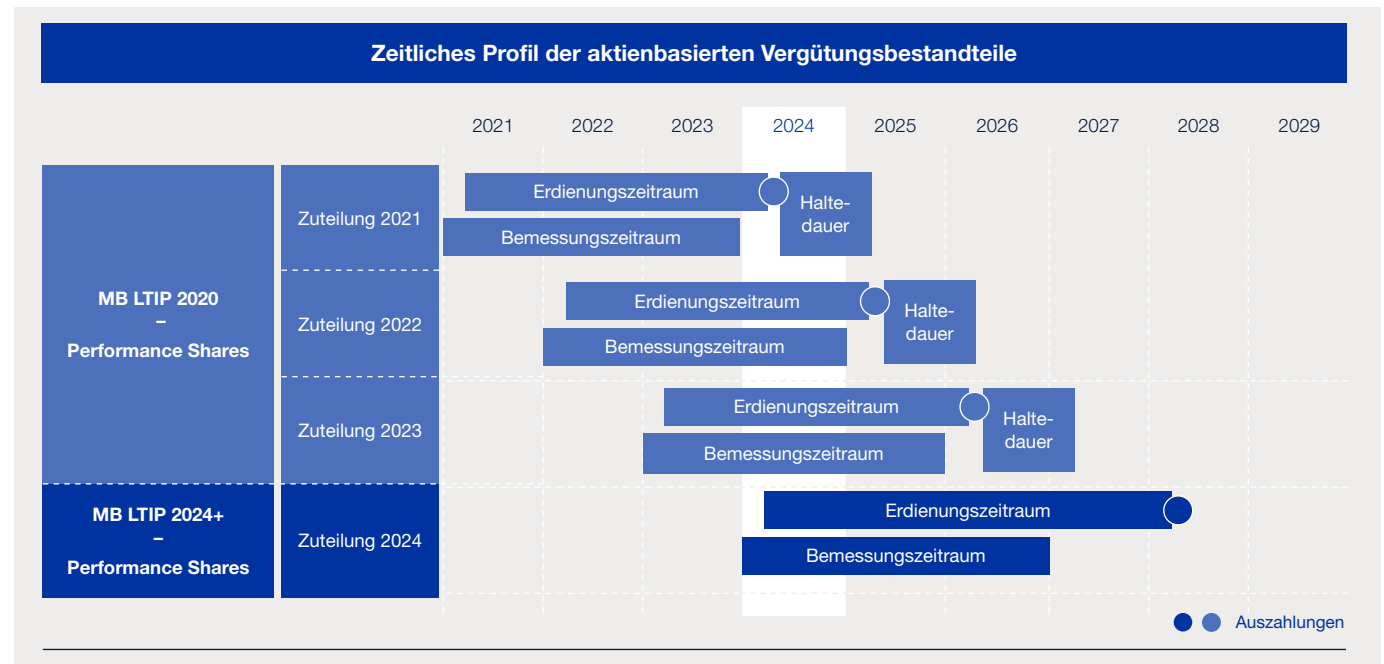 Zeitliches Profil der aktienbasierten Vergütungsbestandteile
2021 2022 2023 2024 2025 2026 2027 2028 2029
MB LTIP 2020
–
Performance Shares
Zuteilung 2021
Erdienungszeitraum
Bemessungszeitraum
Halte-
dauer
Zuteilung 2022
Erdienungszeitraum
Bemessungszeitraum
Halte-
dauer
Zuteilung 2023
Erdienungszeitraum
Bemessungszeitraum
Halte-
dauer
MB LTIP 2024+
–
Performance Shares
Zuteilung 2024
Erdienungszeitraum
Bemessungszeitraum
Auszahlungen